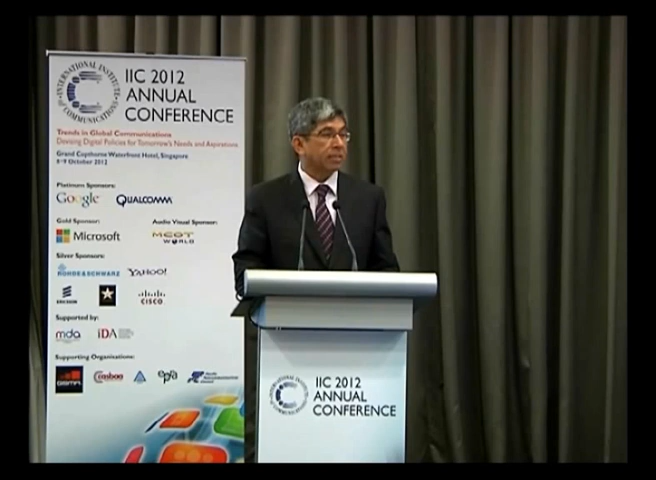 INTERNATIONAL INSTITUTE
of COMMUNICATIONS
IIC 2012
ANNUAL
CONFERENCE
Trends in Global Communications
Devising Digital Policies for Tomorrow's Needs and Aspirations
Grand Copthorne Waterfront Hotel, Singapore
8-9 October 2012
Platinum Sponsors:
Google QUALCOMM
Gold Sponsor: Audio Visual Sponsor:
Microsoft MCOT WORLD
Silver Sponsors:
ROHDE&SCHWARZ YAHOO!
ERICSSON CISCO
Supported by:
mda iDA
Supporting Organisations:
casbaa
IIC 2012
ANNUAL
CONFERENCE